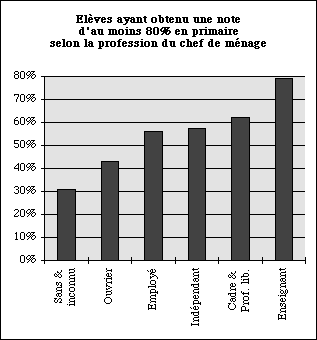 Elèves ayant obtenu une note
d'au moins 80% en primaire
selon la profession du chef de ménage
80%
70%
60%
50%
40%
30%
20%
10%
0%
Sans &
inconnu
Ouvrier
Employé
Indépendant
Cadre &
Prof. lib.
Enseignant